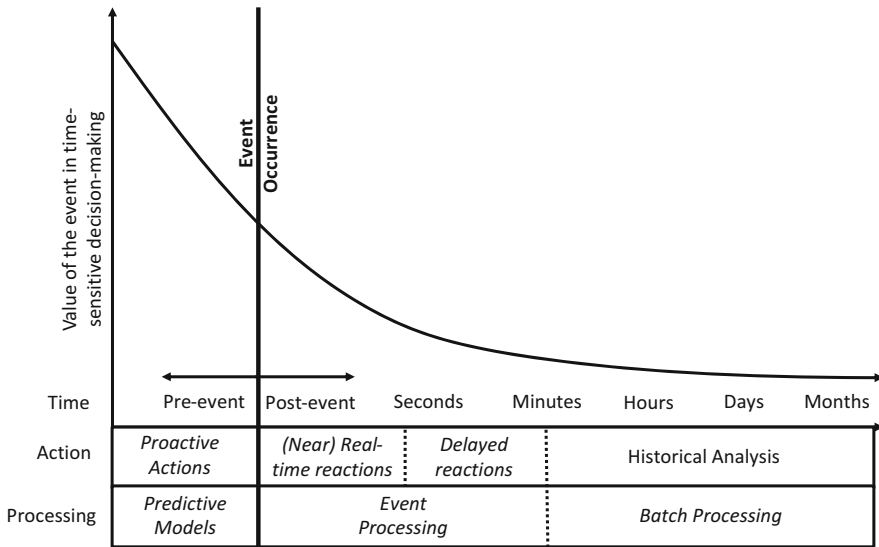 Value of the event in time-
sensitive decision-making
Event
Occurrence
Time Pre-event Post-event Seconds Minutes Hours Days Months
Action
Proactive
Actions
(Near) Real-
time reactions
Delayed
reactions
Historical Analysis
Processing
Predictive
Models
Event
Processing
Batch Processing